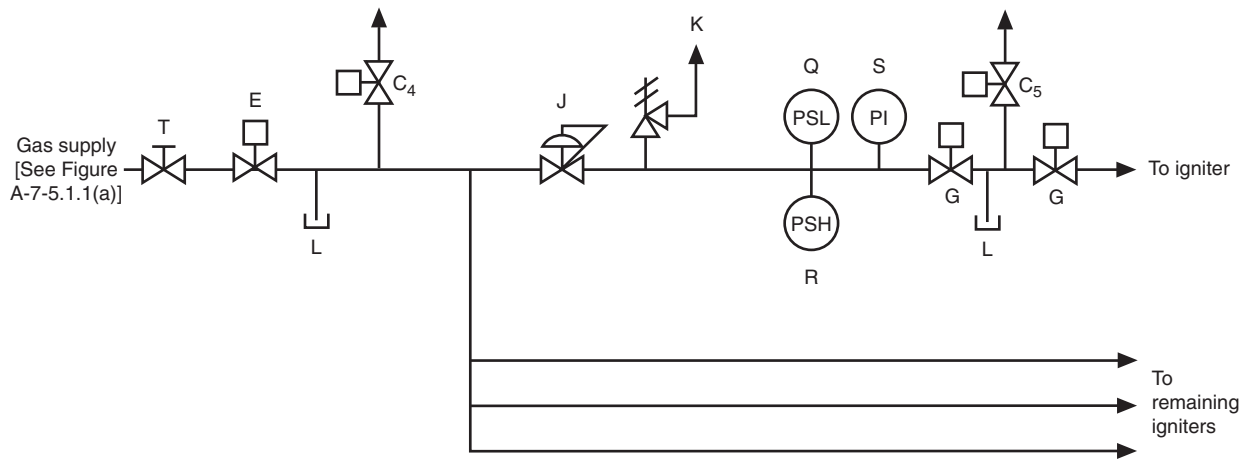 K
Q
S
C4
C5
PSL
PI
E
J
T
Gas supply
[See Figure
A-7-5.1.1(a)]
To igniter
G
G
PSH
L
L
R
To
remaining
igniters